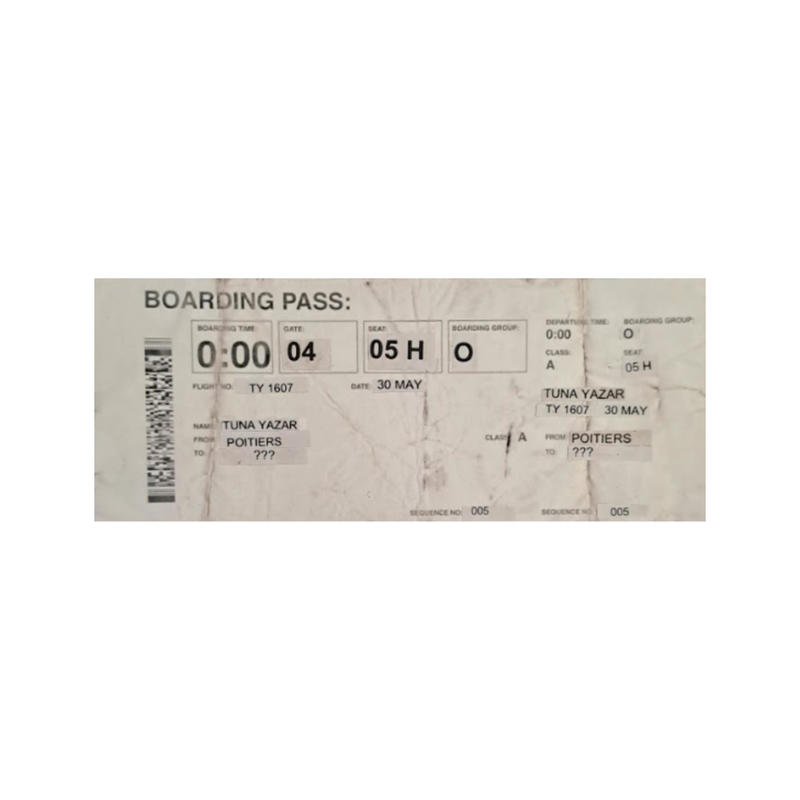 BOARDING PASS:
BOARDING TIME: GATE: SEAT: BOARDING GROUP:
0:00 04 05 H O
FLIGHT NO: TY 1607 DATE: 30 MAY
NAME: TUNA YAZAR
FROM: POITIERS CLASS: A
TO: ???
SEQUENCE NO: 005
DEPARTURE TIME: BOARDING GROUP:
0:00 O
CLASS: SEAT:
A 05 H
TUNA YAZAR
TY 1607 30 MAY
FROM: POITIERS
TO: ???
SEQUENCE NO: 005